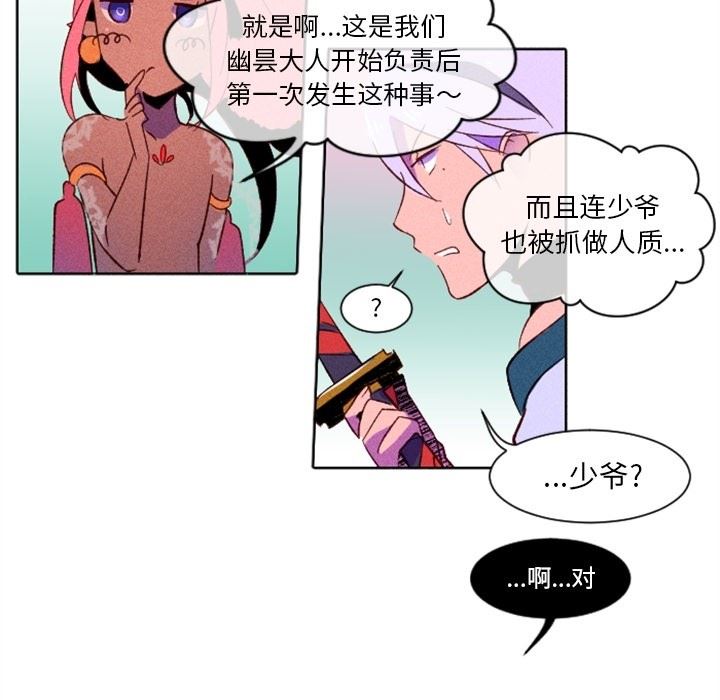 就是啊...这是我们
幽昙大人开始负责后
第一次发生这种事～
而且连少爷
也被抓做人质...
?
...少爷?
...啊...对